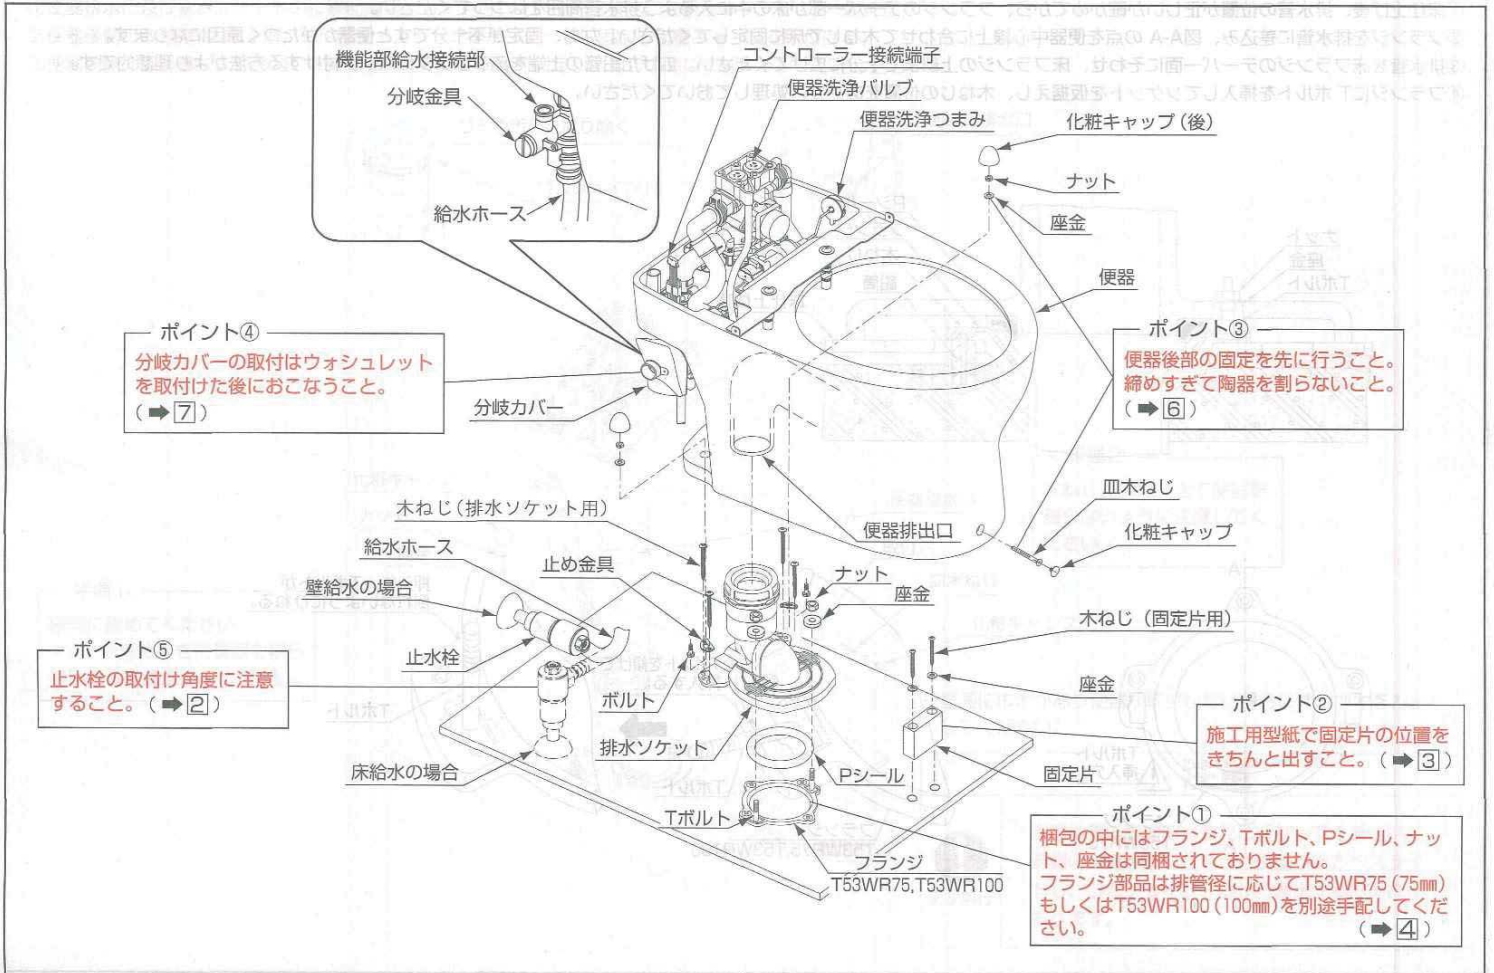 機能部給水接続部
分岐金具
給水ホース
コントローラー接続端子
便器洗浄バルブ
便器洗浄つまみ
化粧キャップ(後)
ナット
座金
便器
ポイント④
分岐カバーの取付はウォシュレット
を取付けた後におこなうこと。
(➡7)
分岐カバー
ポイント③
便器後部の固定を先に行うこと。
締めすぎて陶器を割らないこと。
(➡6)
皿木ねじ
化粧キャップ
便器排出口
木ねじ(排水ソケット用)
給水ホース
止め金具
壁給水の場合
ナット
座金
木ねじ(固定片用)
座金
ポイント⑤
止水栓の取付け角度に注意
すること。(➡2)
止水栓
ボルト
排水ソケット
床給水の場合
Pシール
固定片
ポイント②
施工用型紙で固定片の位置を
きちんと出すこと。(➡3)
Tボルト
フランジ
T53WR75,T53WR100
ポイント①
梱包の中にはフランジ、Tボルト、Pシール、ナッ
ト、座金は同梱されておりません。
フランジ部品は排管径に応じてT53WR75(75㎜)
もしくはT53WR100(100㎜)を別途手配してくだ
さい。(➡4)